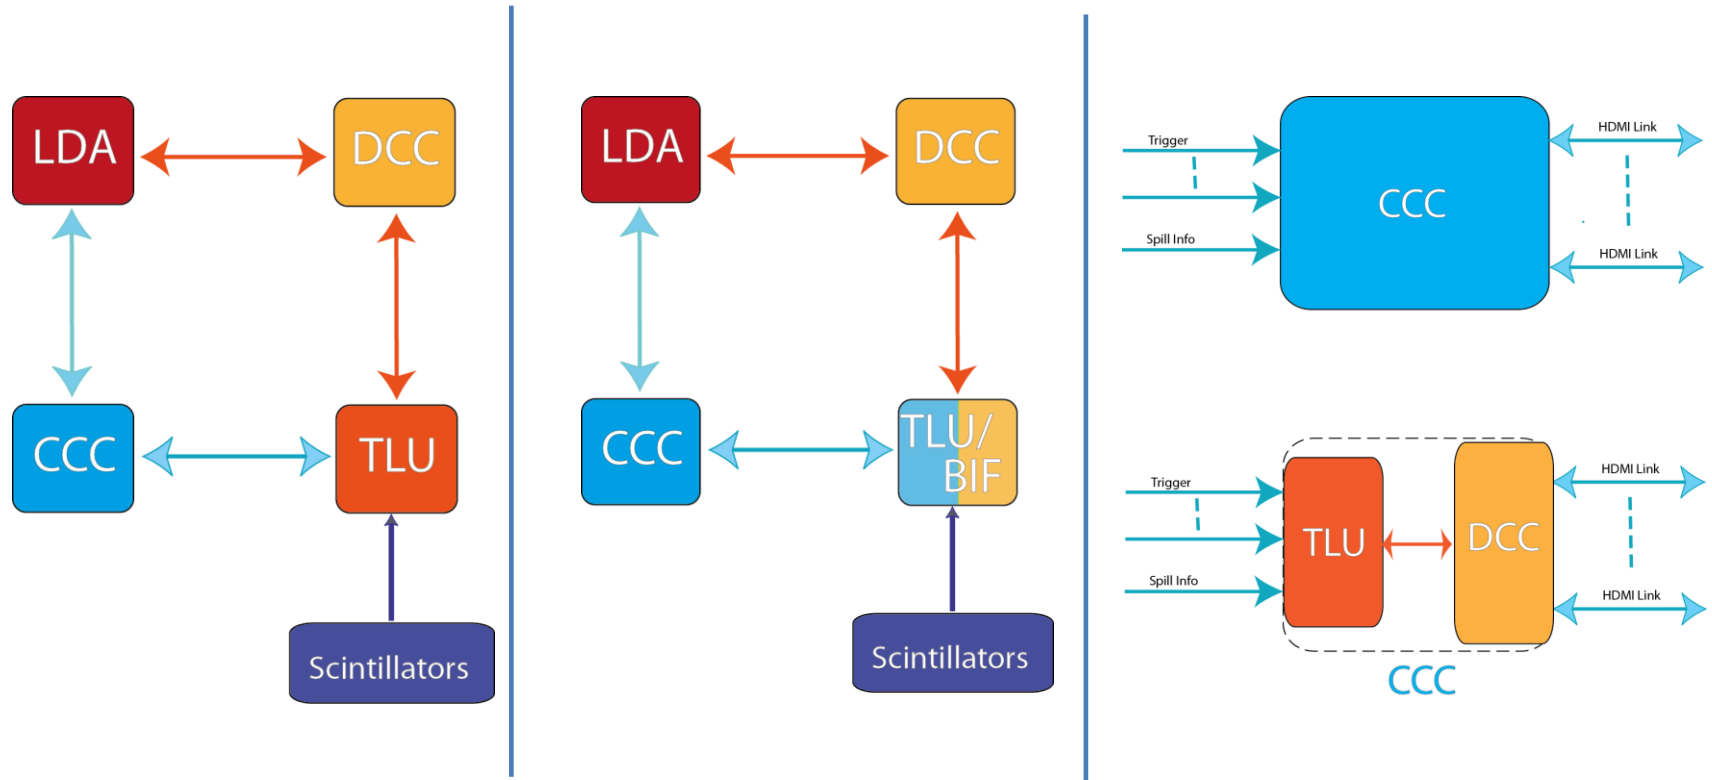 LDA
DCC
CCC
TLU
Scintillators
LDA
DCC
CCC
TLU/
BIF
Scintillators
Trigger
Spill Info
CCC
HDMI Link
HDMI Link
Trigger
Spill Info
TLU
DCC
HDMI Link
HDMI Link
CCC